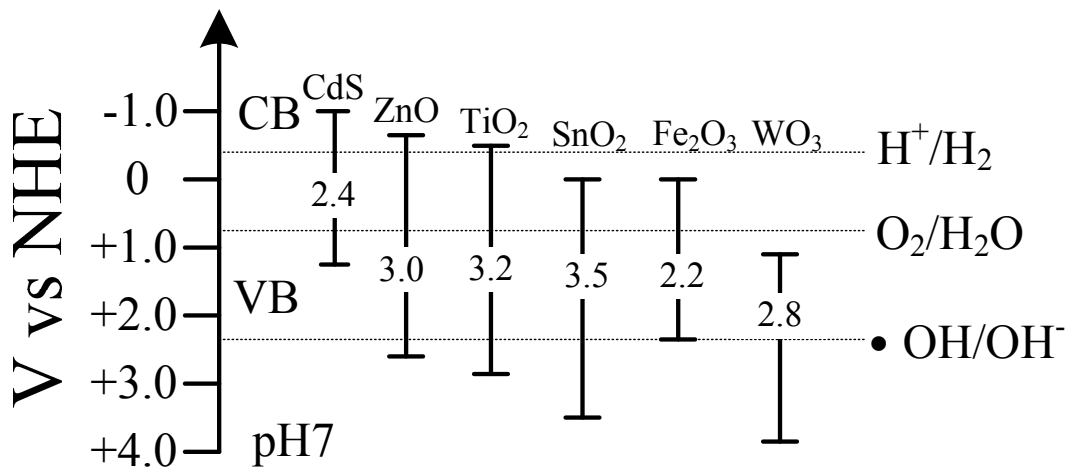 V vs NHE
-1.0
0
+1.0
+2.0
+3.0
+4.0
CB
VB
pH7
CdS
ZnO
TiO₂
SnO₂
Fe₂O₃
WO₃
2.4
3.0
3.2
3.5
2.2
2.8
H⁺/H₂
O₂/H₂O
• OH/OH⁻